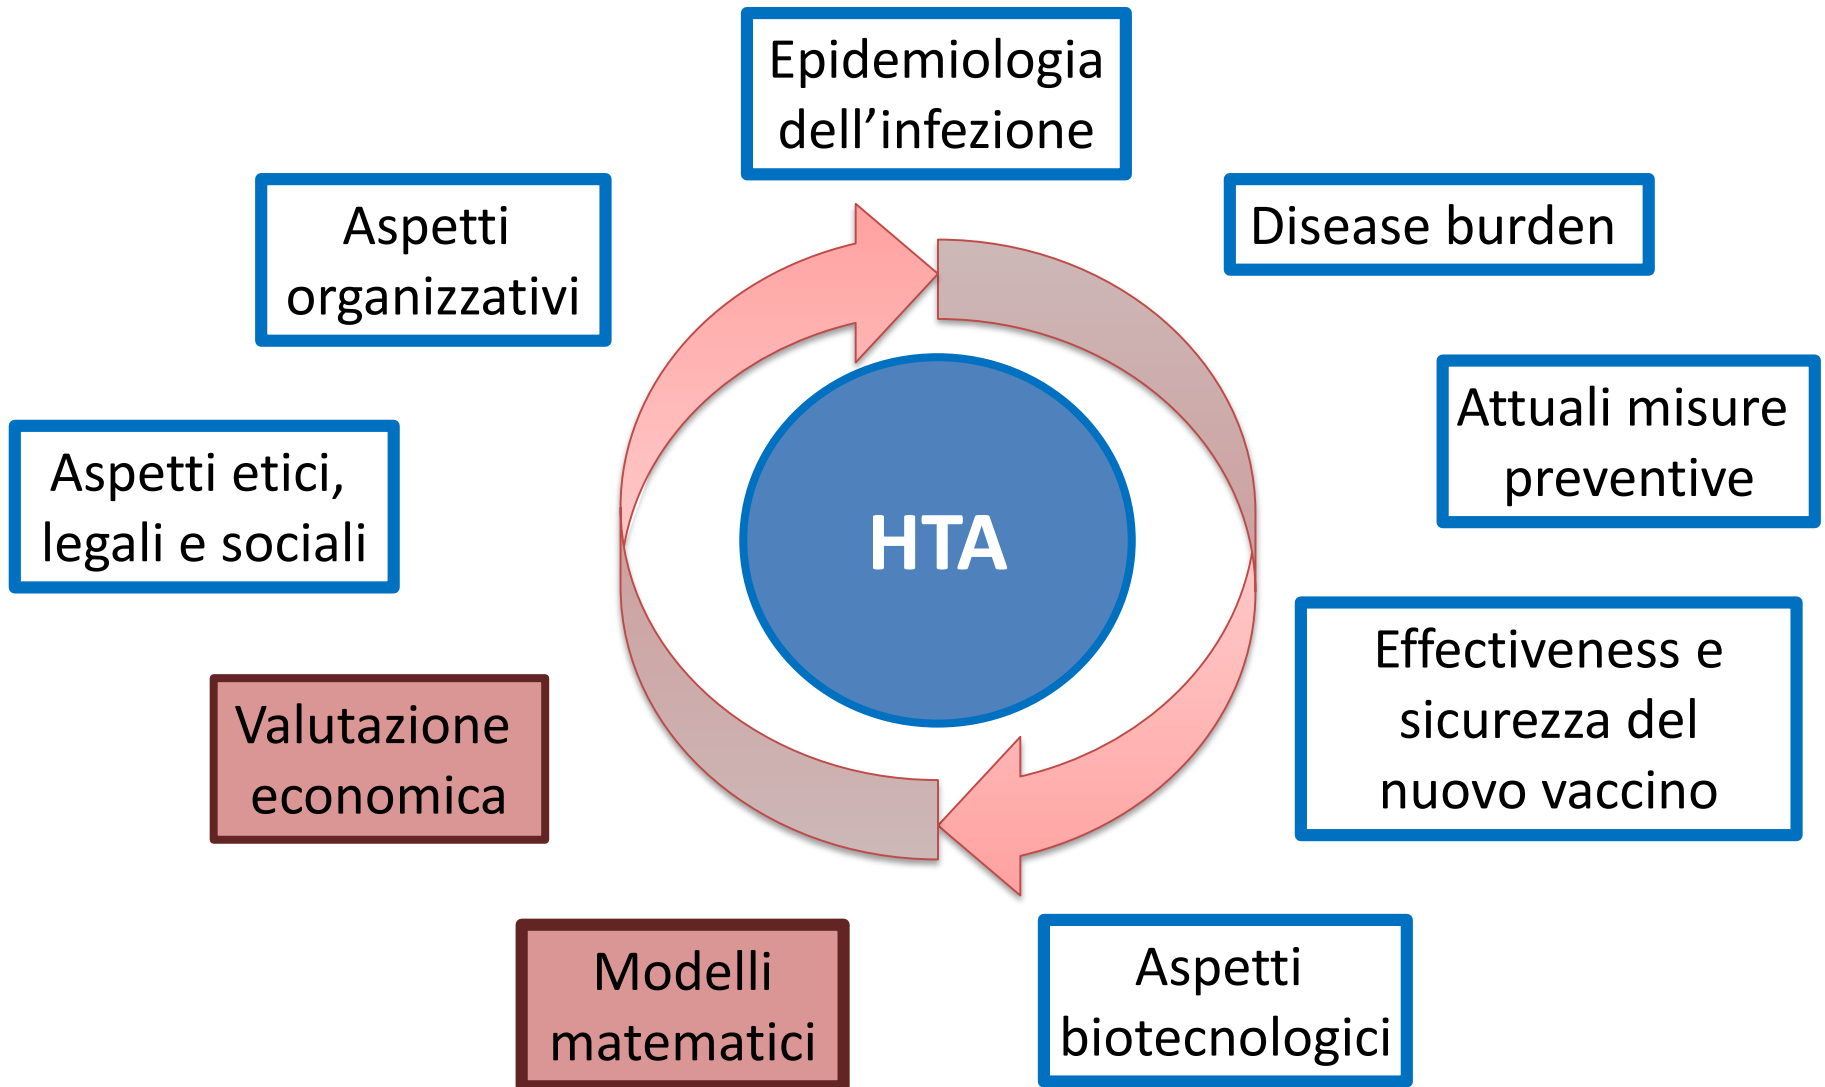 Epidemiologia
dell’infezione
Disease burden
Attuali misure
preventive
Effectiveness e
sicurezza del
nuovo vaccino
Aspetti
biotecnologici
Modelli
matematici
Valutazione
economica
Aspetti etici,
legali e sociali
Aspetti
organizzativi
HTA